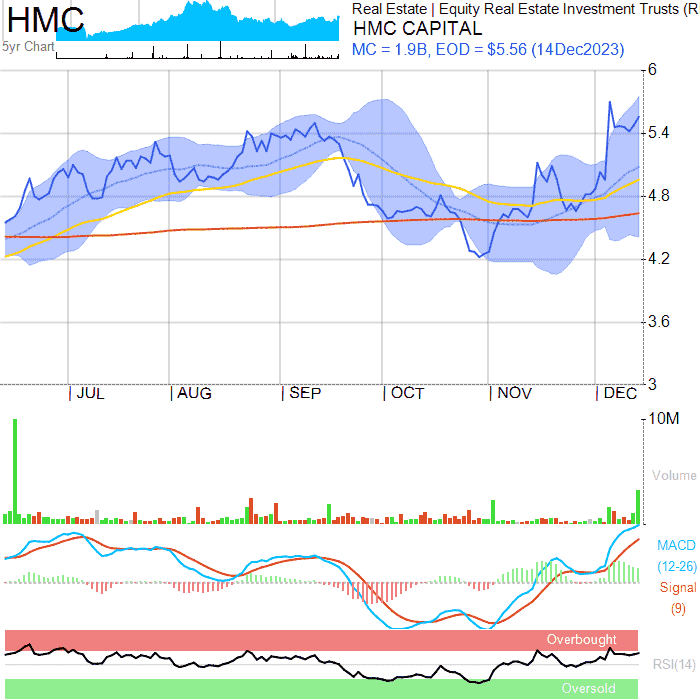 HMC
5yr Chart
Real Estate | Equity Real Estate Investment Trusts (R
HMC CAPITAL
MC = 1.9B, EOD = $5.56 (14Dec2023)
6
5.4
4.8
4.2
3.6
3
JUL AUG SEP OCT NOV DEC
10M
Volume
MACD
(12-26)
Signal
(9)
Overbought
RSI(14)
Oversold